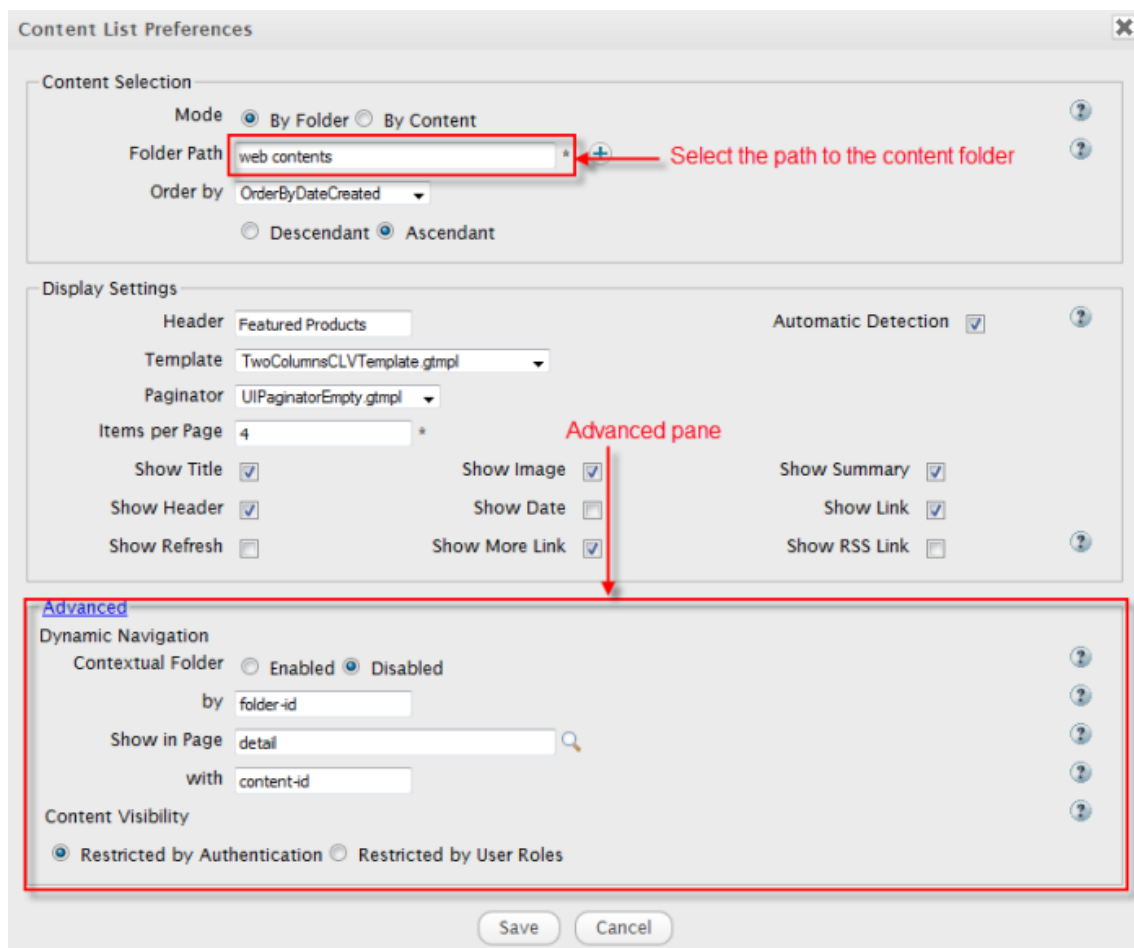 Content List Preferences
Content Selection
Mode By Folder By Content
Folder Path web contents * Select the path to the content folder
Order by OrderByDateCreated
Descendant Ascendant
Display Settings
Header Featured Products Automatic Detection
Template TwoColumnsCLVTemplate.gtmpl
Paginator UIPaginatorEmpty.gtmpl
Items per Page 4 * Advanced pane
Show Title Show Image Show Summary
Show Header Show Date Show Link
Show Refresh Show More Link Show RSS Link
Advanced
Dynamic Navigation
Contextual Folder Enabled Disabled
by folder-id
Show in Page detail
with content-id
Content Visibility
Restricted by Authentication Restricted by User Roles
Save Cancel